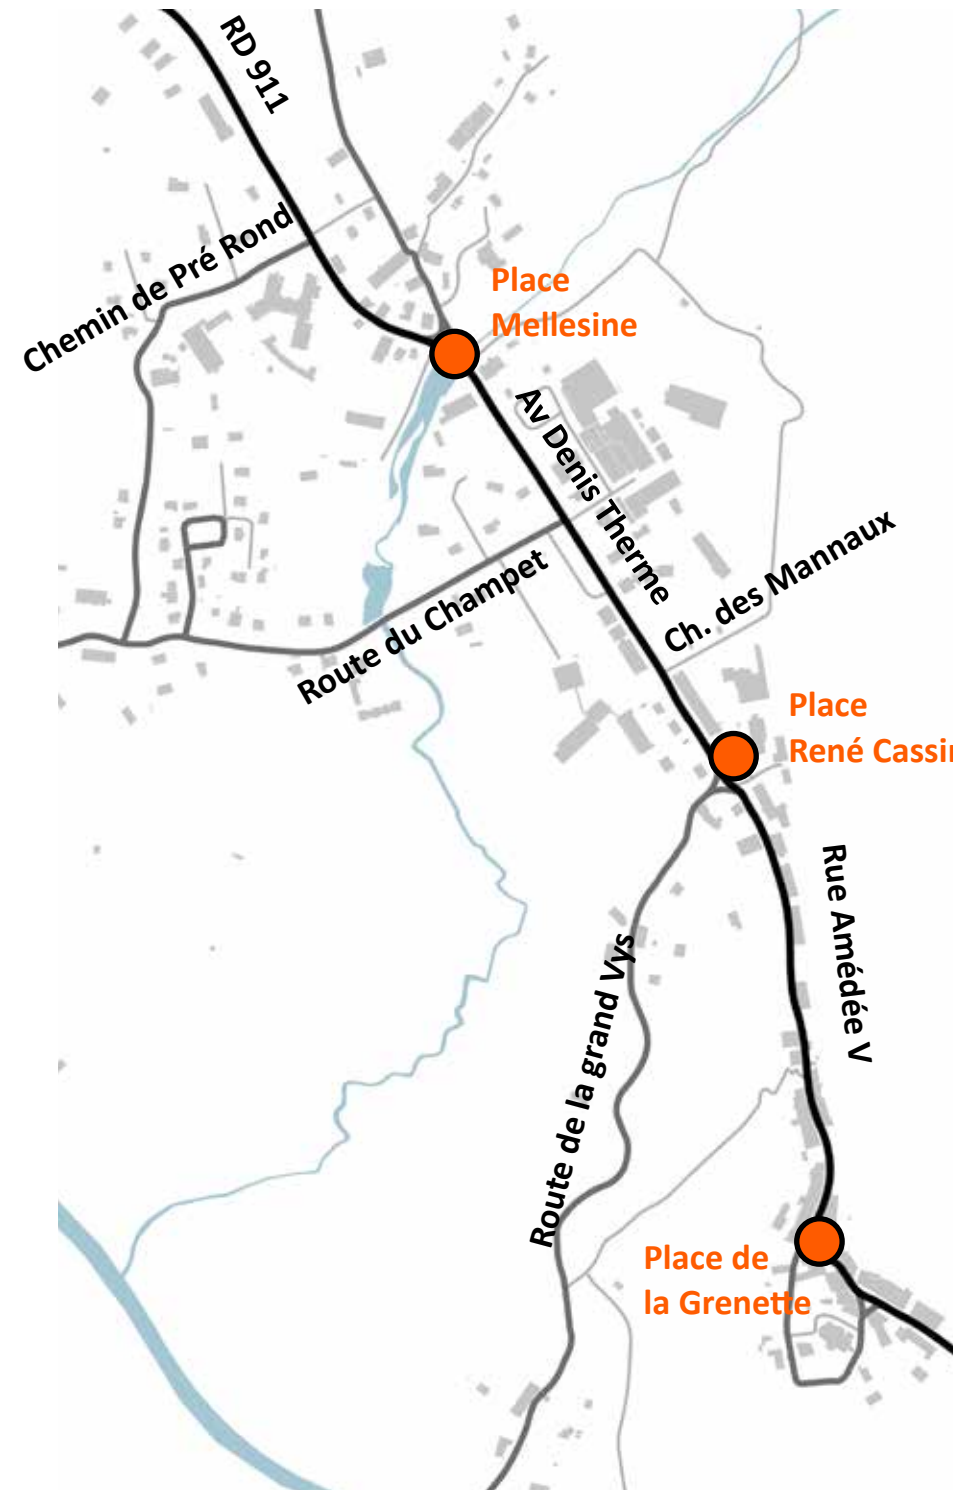 RD 911
Chemin de Pré Rond
Place
Mellesine
Av Denis Therme
Ch. des Mannaux
Route du Champet
Place
René Cassin
Rue Amédée V
Route de la grand Vys
Place de
la Grenette